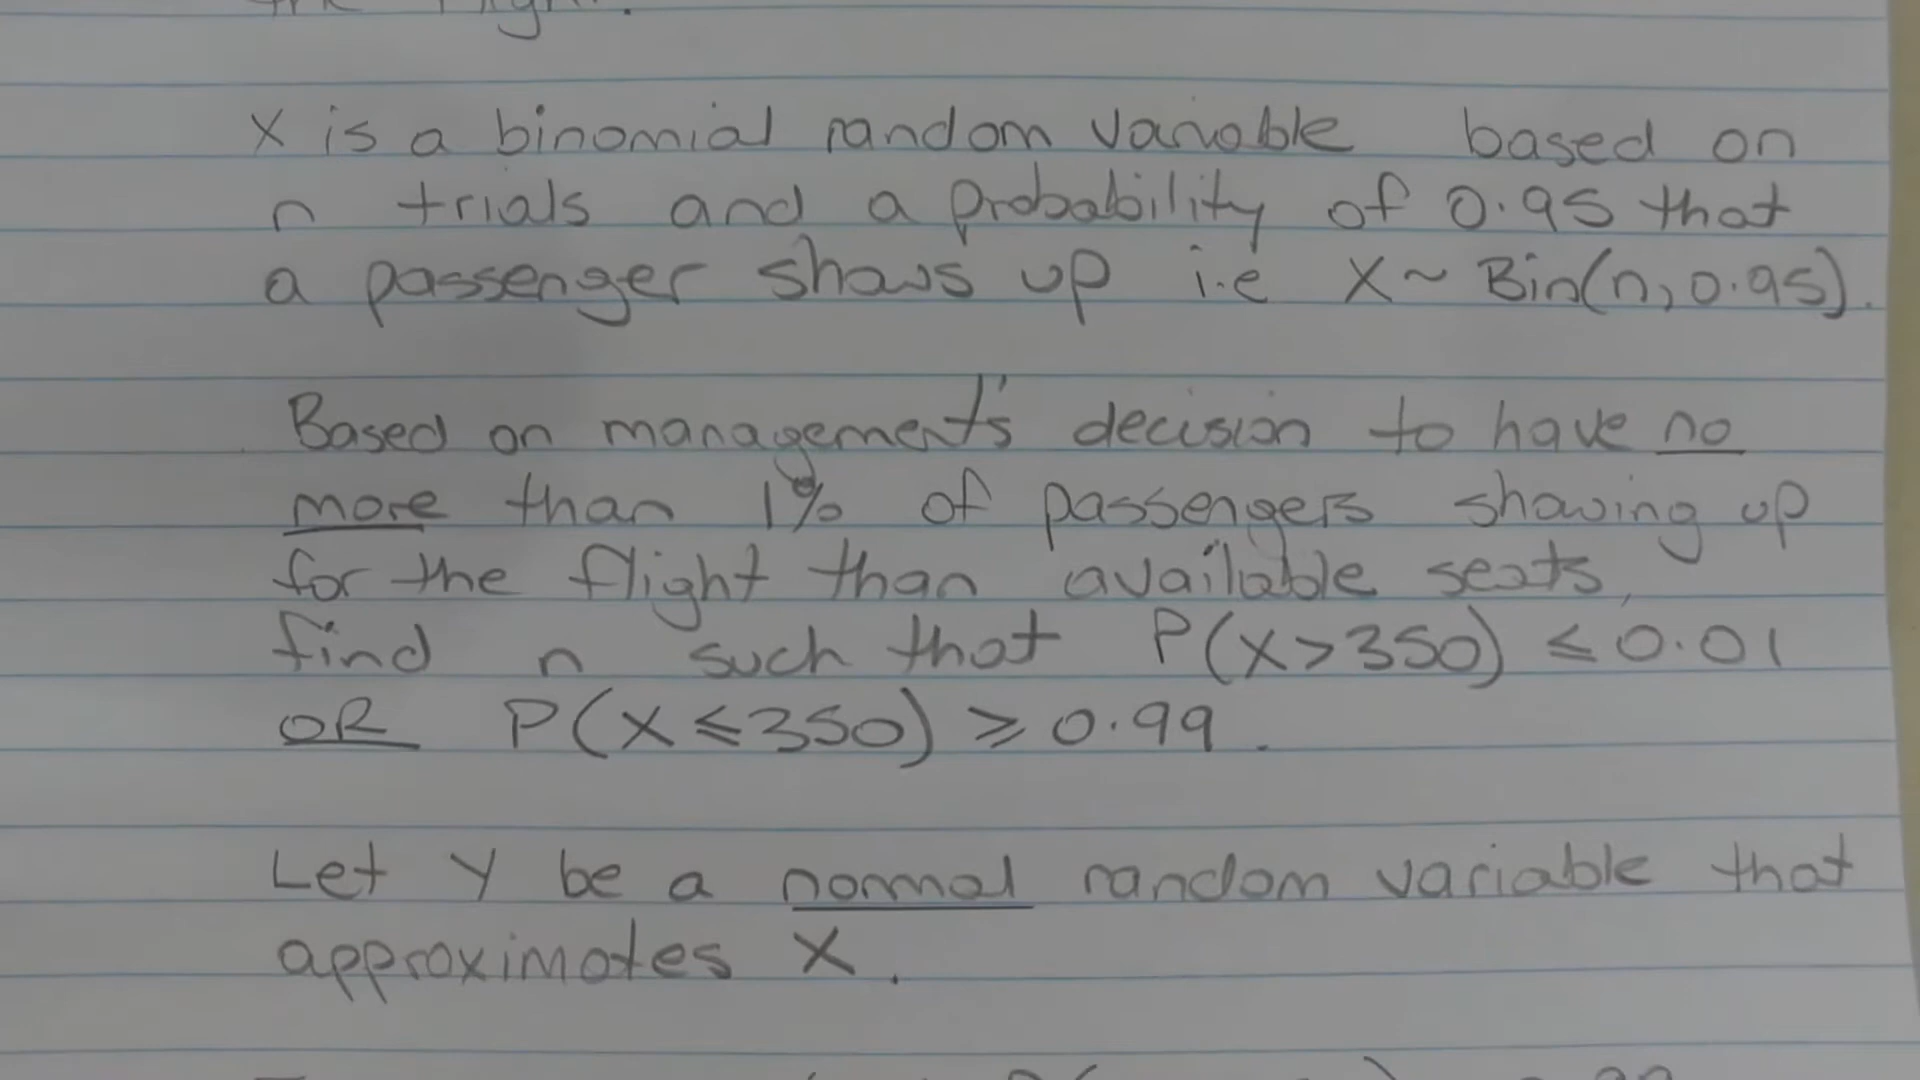 X is a binomial random variable based on
n trials and a probability of 0.95 that
a passenger shows up i.e X ~ Bin(n, 0.95).
Based on management's decision to have no
more than 1% of passengers showing up
for the flight than available seats,
find n such that P(X > 350) ≤ 0.01
OR P(X ≤ 350) ≥ 0.99.
Let Y be a normal random variable that
approximates X.